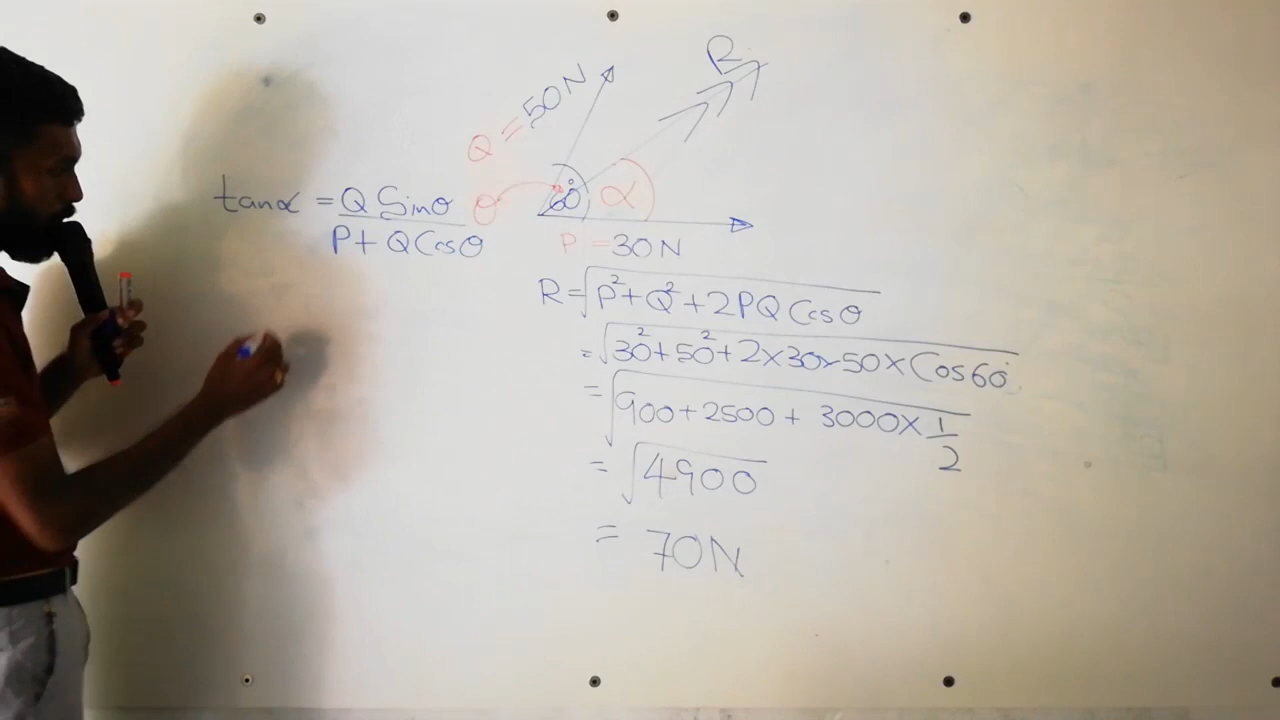 R
Q = 50N
60°
α
θ
tanα = Q Sinθ / P + Q Cosθ
P = 30N
R = √P² + Q² + 2PQ Cosθ
= √30² + 50² + 2×30×50×Cos60°
= √900 + 2500 + 3000 × 1/2
= √4900
= 70N